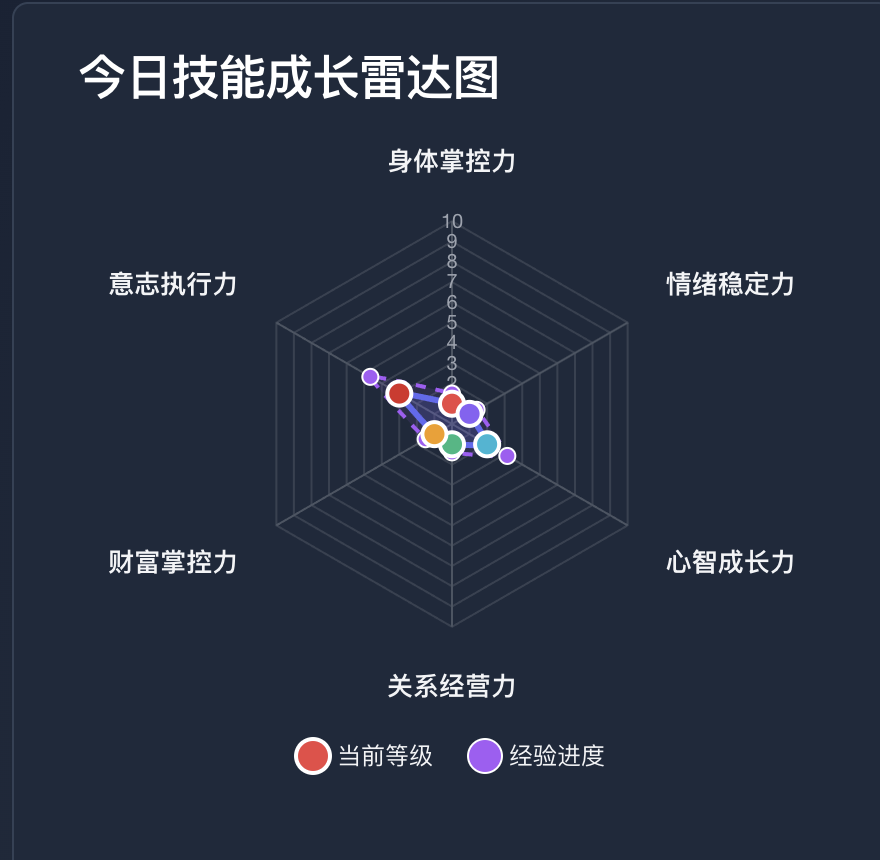 今日技能成长雷达图
身体掌控力
10
9
8
7
6
5
4
3
2
意志执行力
情绪稳定力
财富掌控力
心智成长力
关系经营力
当前等级 经验进度